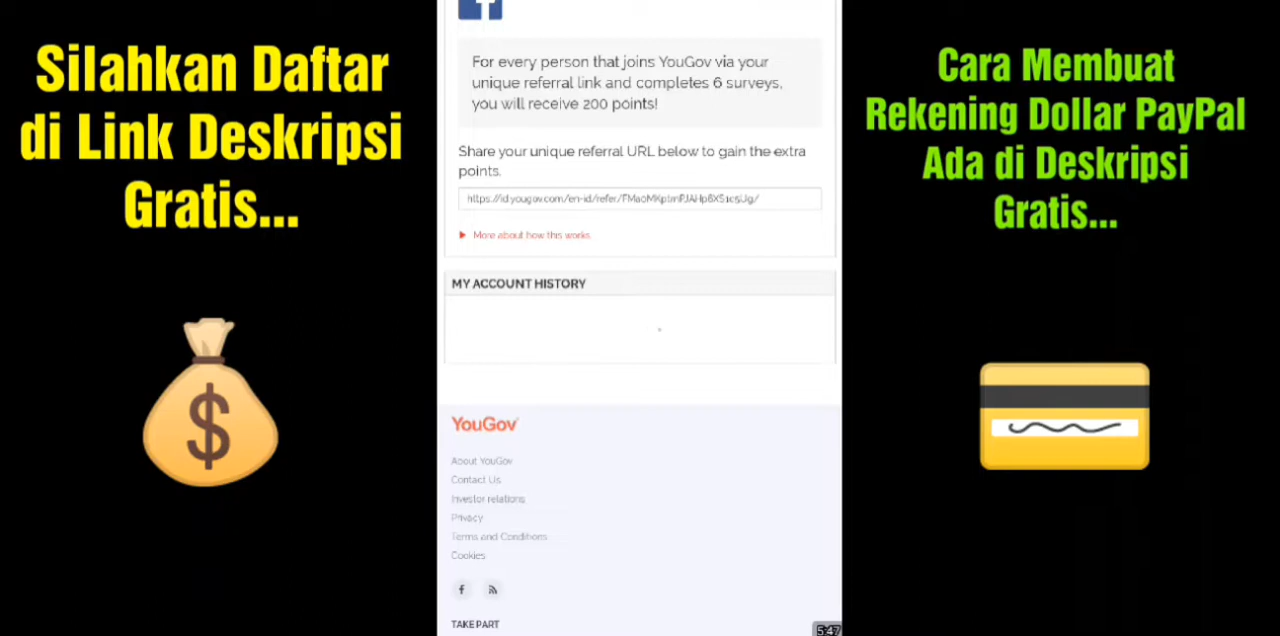 Silahkan Daftar
di Link Deskripsi
Gratis...
For every person that joins YouGov via your
unique referral link and completes 6 surveys,
you will receive 200 points!
Share your unique referral URL below to gain the extra
points.
More about how this works
MY ACCOUNT HISTORY
YouGov
About YouGov
Contact Us
Investor relations
Privacy
Terms and Conditions
Cookies
TAKE PART
5:47
Cara Membuat
Rekening Dollar PayPal
Ada di Deskripsi
Gratis...
$